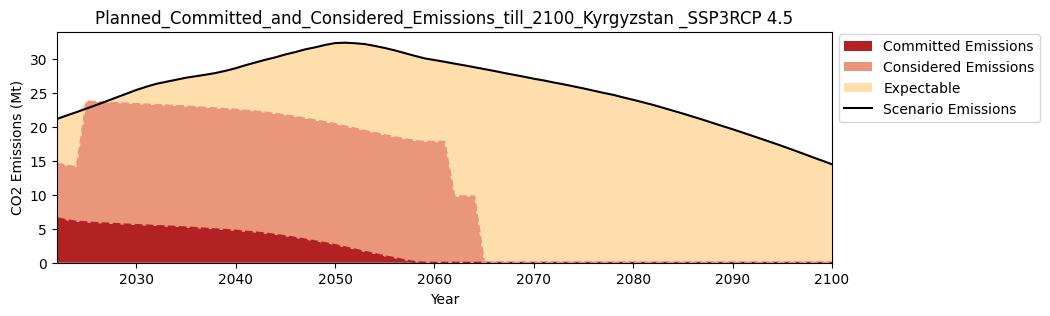 Planned_Committed_and_Considered_Emissions_till_2100_Kyrgyzstan _SSP3RCP 4.5
CO2 Emissions (Mt)
30
25
20
15
10
5
0
2030 2040 2050 2060 2070 2080 2090 2100
Year
Committed Emissions
Considered Emissions
Expectable
Scenario Emissions